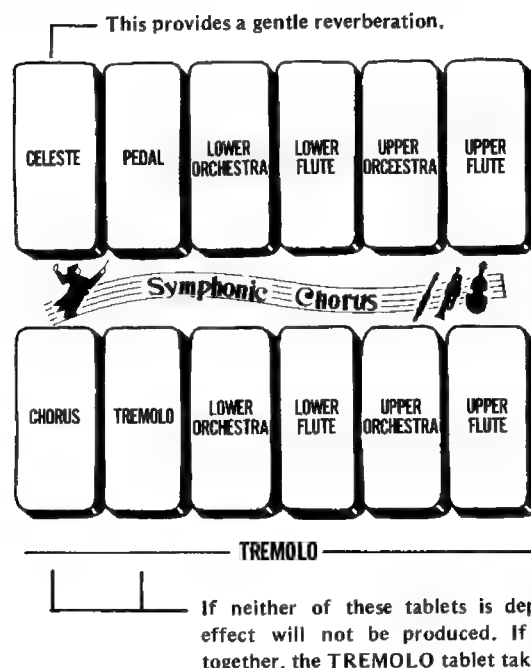 This provides a gentle reverberation.
CELESTE
PEDAL
LOWER
ORCHESTRA
LOWER
FLUTE
UPPER
ORCEESTRA
UPPER
FLUTE
Symphonic Chorus
CHORUS
TREMOLO
LOWER
ORCHESTRA
LOWER
FLUTE
UPPER
ORCHESTRA
UPPER
FLUTE
TREMOLO
If neither of these tablets is dep
effect will not be produced. If
together, the TREMOLO tablet tak